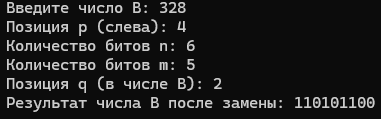 Введите число B: 328
Позиция p (слева): 4
Количество битов n: 6
Количество битов m: 5
Позиция q (в числе B): 2
Результат числа B после замены: 110101100